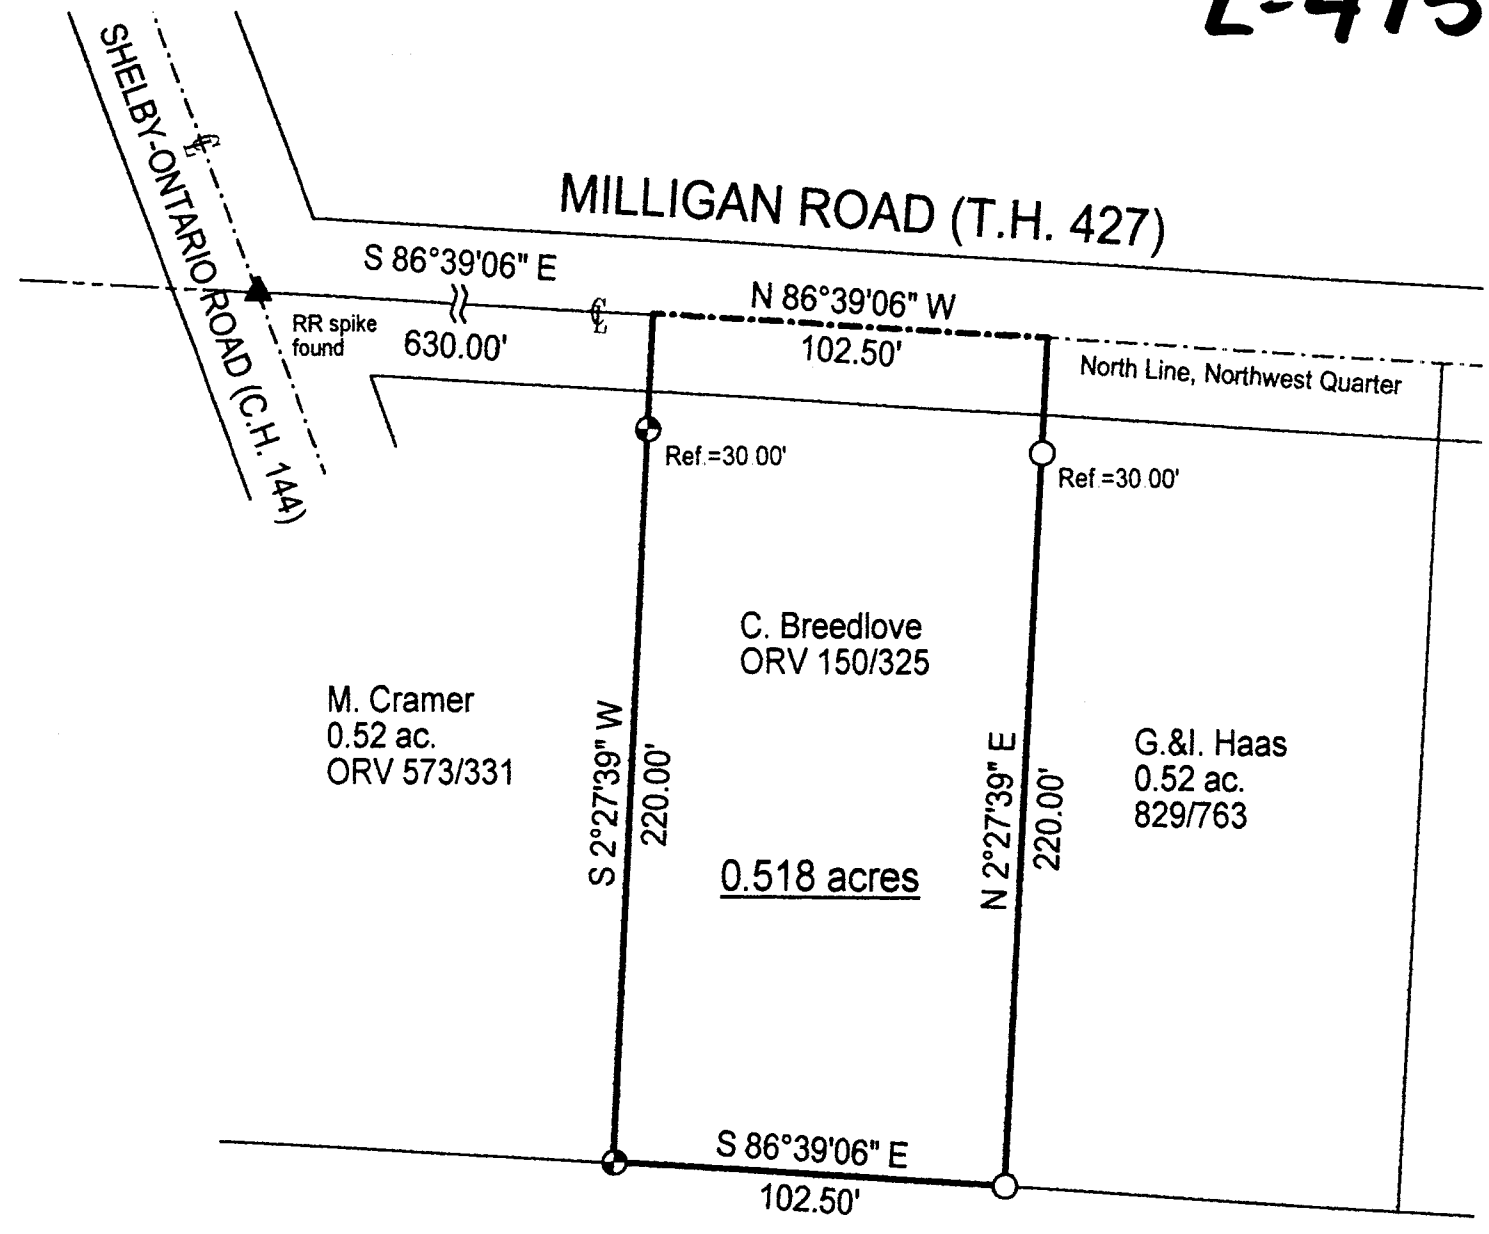 L-475
MILLIGAN ROAD (T.H. 427)
SHELBY-ONTARIO ROAD (C.H. 144)
℄
S 86°39'06" E
630.00'
RR spike
found
℄
N 86°39'06" W
102.50'
North Line, Northwest Quarter
Ref.=30.00'
Ref.=30.00'
C. Breedlove
ORV 150/325
M. Cramer
0.52 ac.
ORV 573/331
G.&I. Haas
0.52 ac.
829/763
S 2°27'39" W
220.00'
N 2°27'39" E
220.00'
0.518 acres
S 86°39'06" E
102.50'